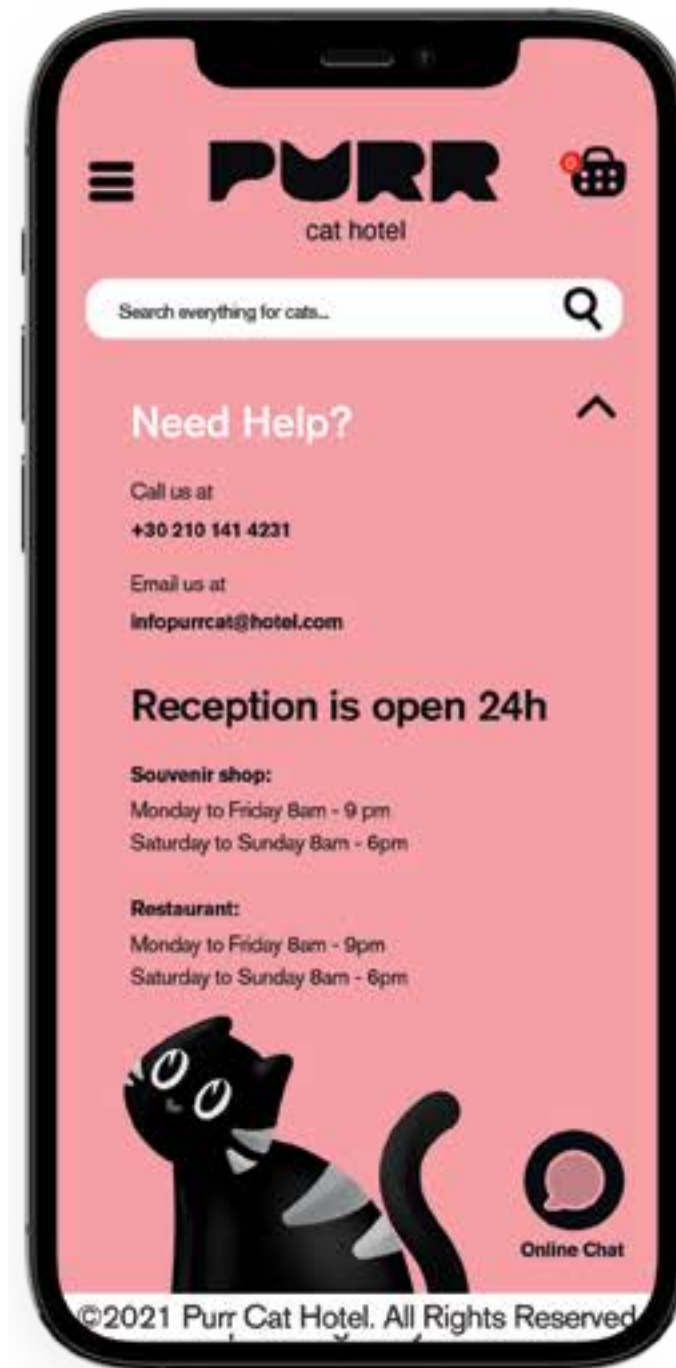 PURR
cat hotel
0
Search everything for cats...
Need Help?
Call us at
+30 210 141 4231
Email us at
infopurrcat@hotel.com
Reception is open 24h
Souvenir shop:
Monday to Friday 8am - 9 pm
Saturday to Sunday 8am - 6pm
Restaurant:
Monday to Friday 8am - 9pm
Saturday to Sunday 8am - 6pm
Online Chat
©2021 Purr Cat Hotel. All Rights Reserved